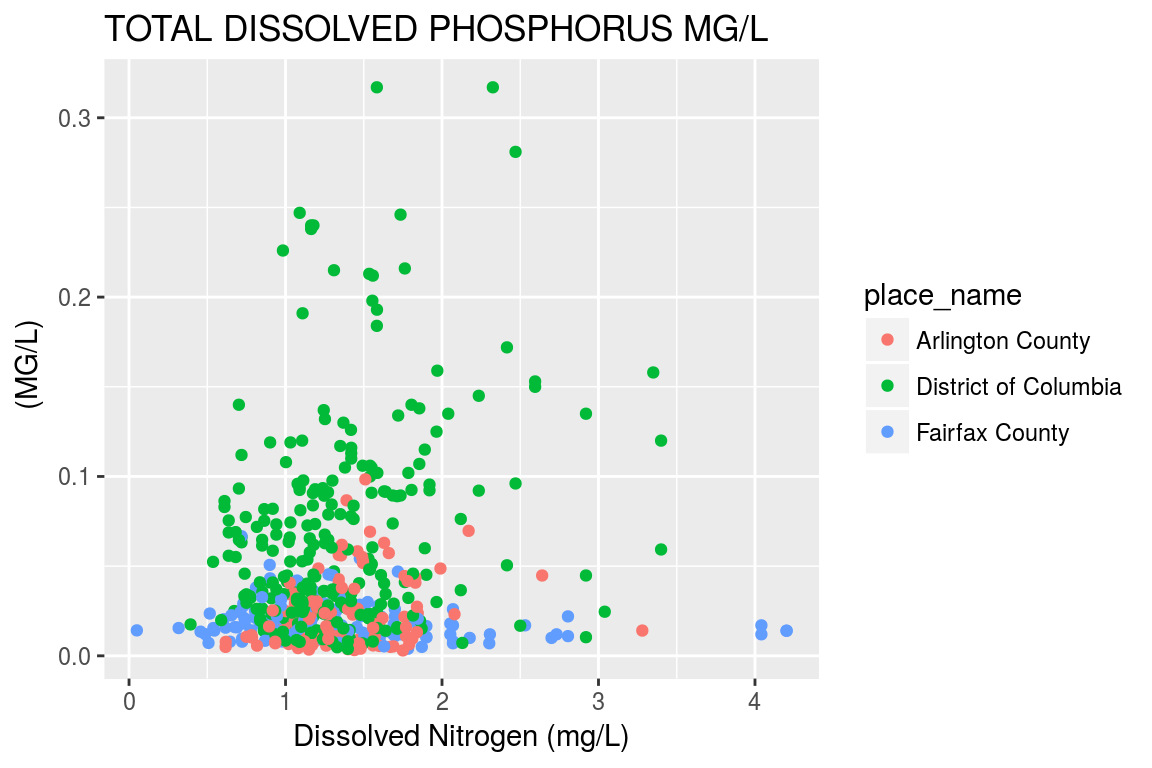 TOTAL DISSOLVED PHOSPHORUS MG/L
0.3
0.2
0.1
0.0
(MG/L)
0 1 2 3 4
Dissolved Nitrogen (mg/L)
place_name
Arlington County
District of Columbia
Fairfax County